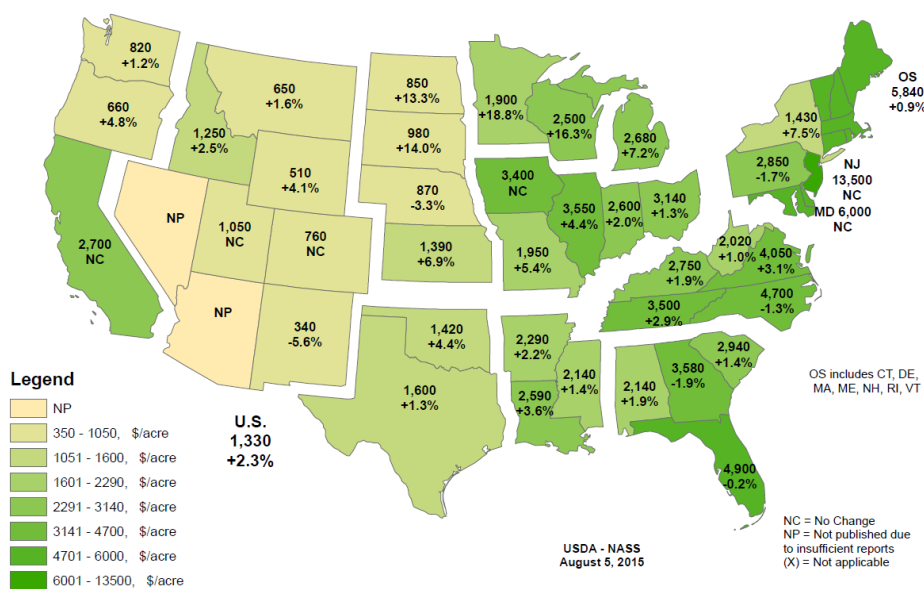 820
+1.2%
660
+4.8%
2,700
NC
NP
NP
1,250
+2.5%
650
+1.6%
510
+4.1%
1,050
NC
760
NC
340
-5.6%
850
+13.3%
980
+14.0%
870
-3.3%
1,390
+6.9%
1,420
+4.4%
1,600
+1.3%
1,900
+18.8%
3,400
NC
1,950
+5.4%
2,290
+2.2%
2,590
+3.6%
2,500
+16.3%
3,550
+4.4%
2,140
+1.4%
2,680
+7.2%
2,600
+2.0%
3,140
+1.3%
2,750
+1.9%
3,500
+2.9%
2,140
+1.9%
3,580
-1.9%
4,900
-0.2%
2,940
+1.4%
4,700
-1.3%
4,050
+3.1%
2,020
+1.0%
2,850
-1.7%
1,430
+7.5%
OS
5,840
+0.9%
NJ
13,500
NC
MD 6,000
NC
OS includes CT, DE,
MA, ME, NH, RI, VT
U.S.
1,330
+2.3%
Legend
NP
350 - 1050, $/acre
1051 - 1600, $/acre
1601 - 2290, $/acre
2291 - 3140, $/acre
3141 - 4700, $/acre
4701 - 6000, $/acre
6001 - 13500, $/acre
USDA - NASS
August 5, 2015
NC = No Change
NP = Not published due
to insufficient reports
(X) = Not applicable